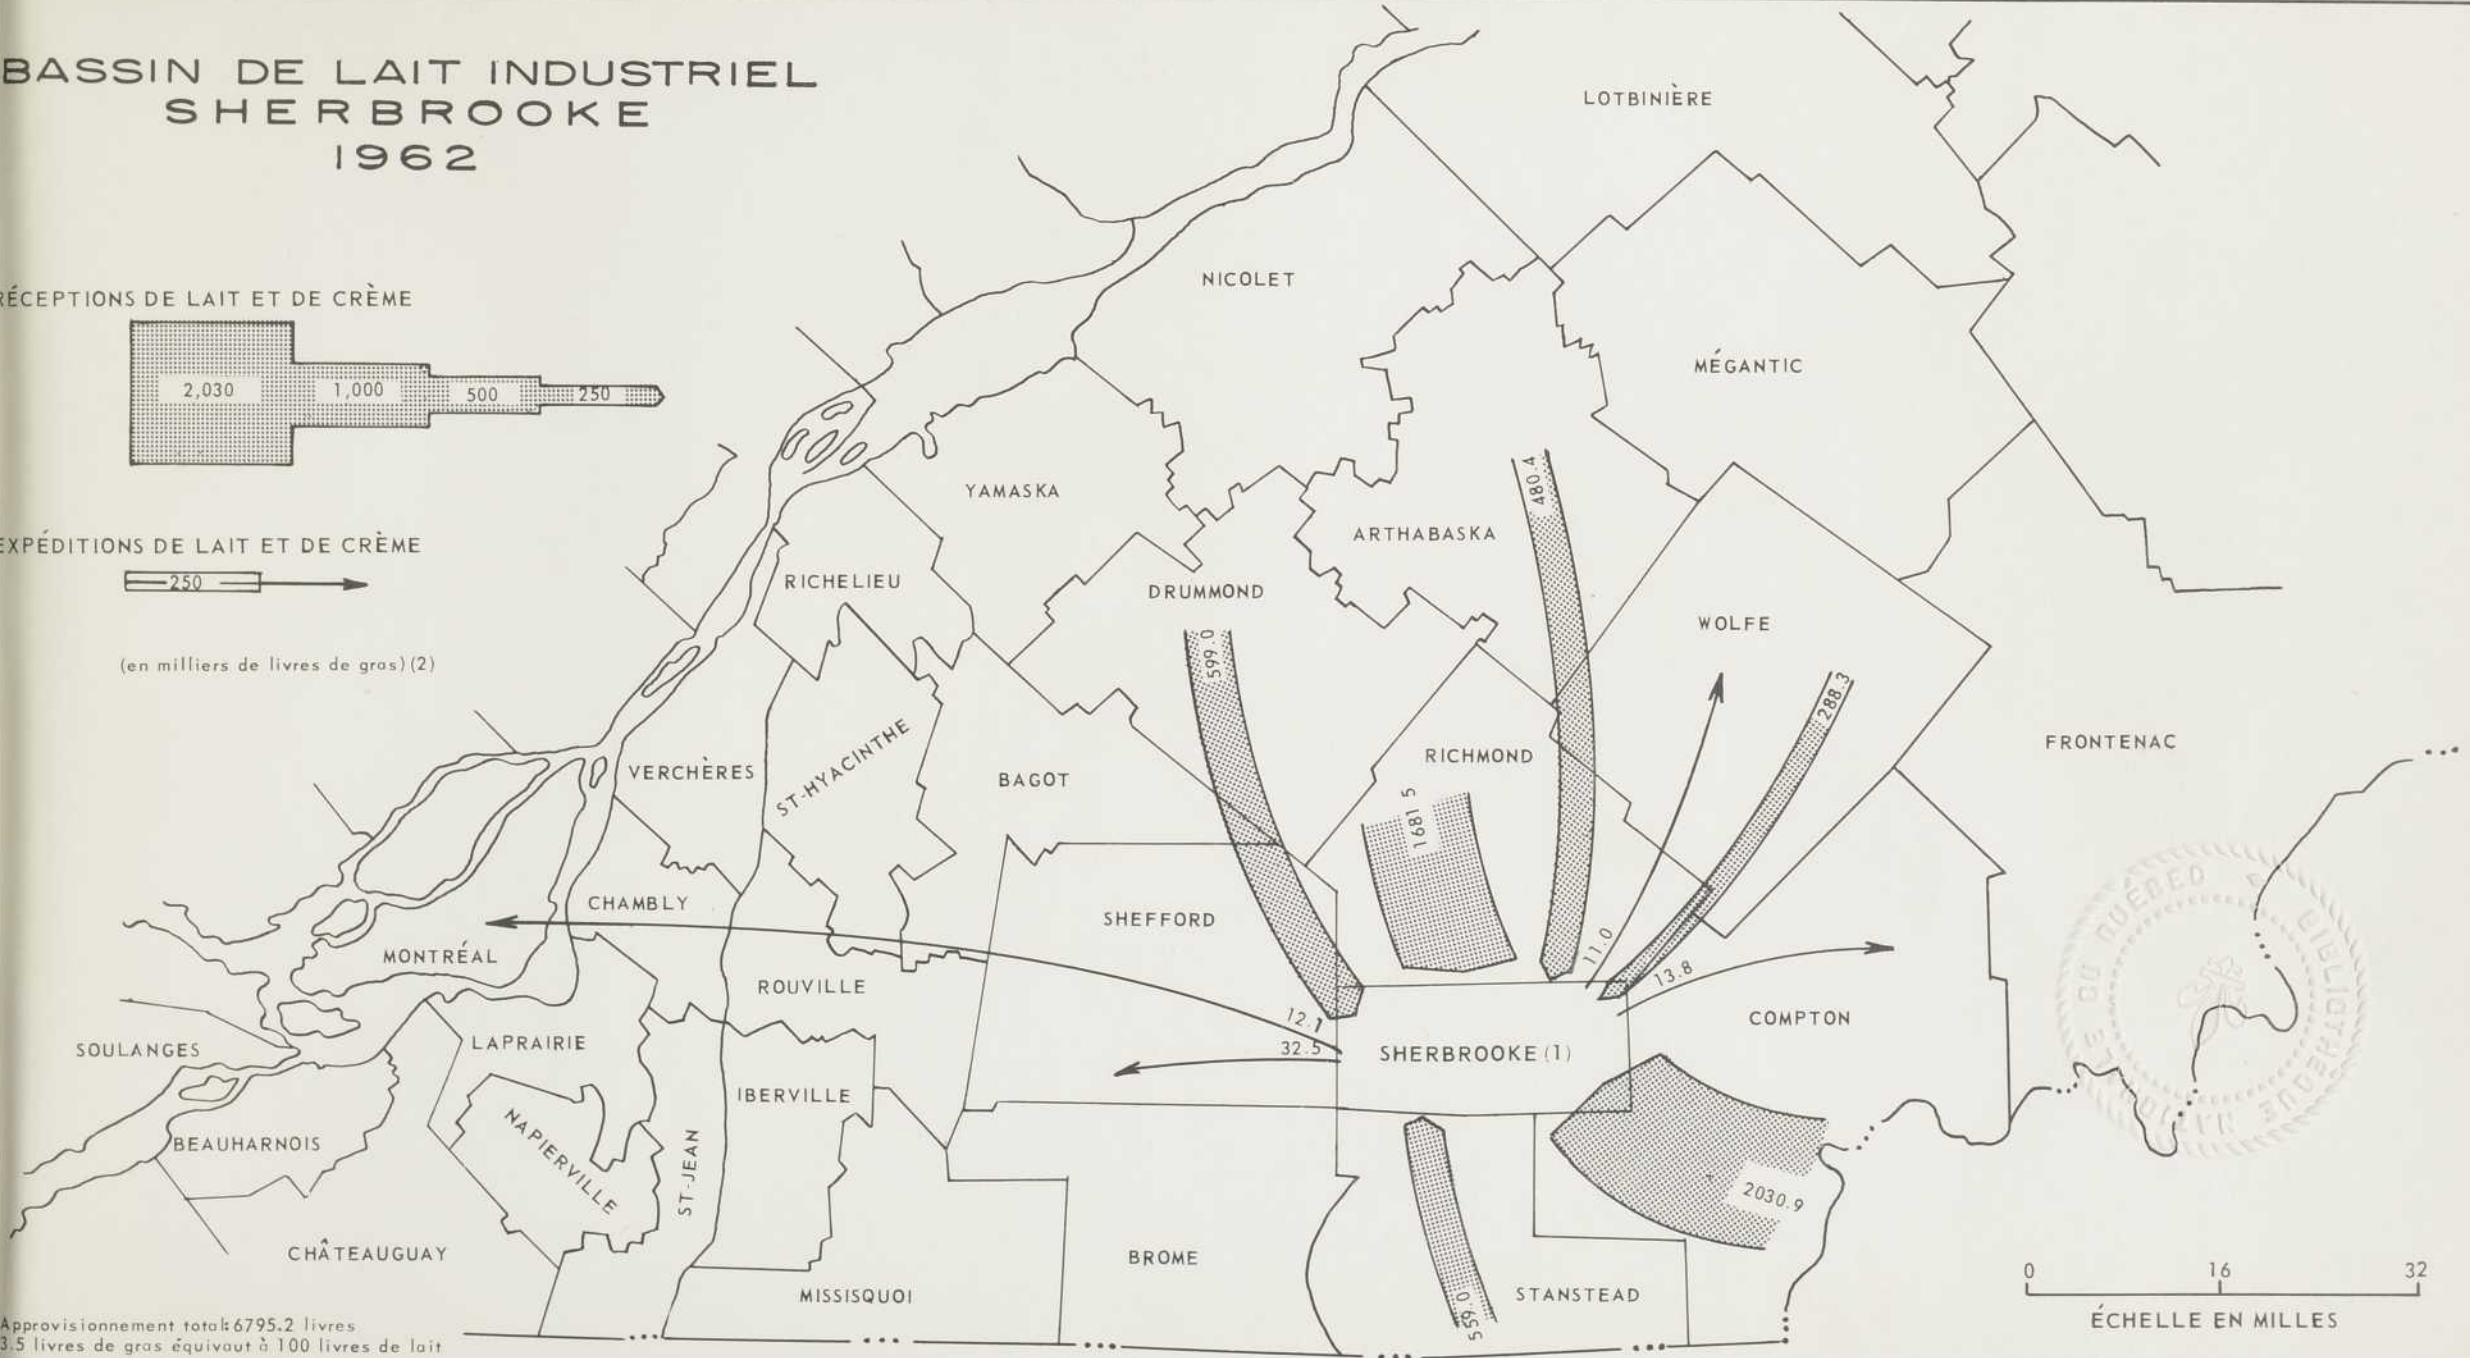 BASSIN DE LAIT INDUSTRIEL
SHERBROOKE
1962
RÉCEPTIONS DE LAIT ET DE CRÈME
2,030
1,000
500
250
EXPÉDITIONS DE LAIT ET DE CRÈME
250
(en milliers de livres de gras) (2)
LOTBINIÈRE
NICOLET
MÉGANTIC
YAMASKA
480.4
ARTHABASKA
RICHELIEU
DRUMMOND
WOLFE
599.0
288.3
FRONTENAC
VERCHÈRES
ST-HYACINTHE
BAGOT
RICHMOND
1681 5
CHAMBLY
SHEFFORD
MONTRÉAL
11.0
13.8
ROUVILLE
12.1
COMPTON
SOULANGES
LAPRAIRIE
32.5
SHERBROOKE (1)
IBERVILLE
BEAUHARNOIS
NAPIERVILLE
ST-JEAN
2030.9
CHÂTEAUGUAY
BROME
MISSISQUOI
559.0
STANSTEAD
0 16 32
ÉCHELLE EN MILLES
Approvisionnement total: 6795.2 livres
3.5 livres de gras équivaut à 100 livres de lait
BIBLIOTHÈQUE NATIONALE DU QUÉBEC